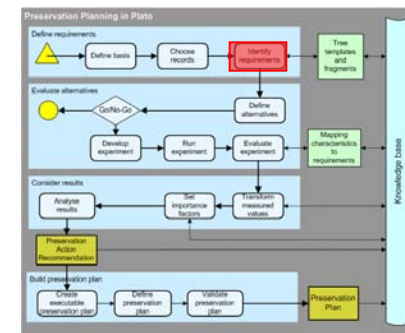 Preservation Planning in Plato
Define requirements
Define basis
Choose
records
Identify
requirements
Tree
templates
and
fragments
Evaluate alternatives
Go/No-Go
Define
alternatives
Develop
experiment
Run
experiment
Evaluate
experiment
Mapping
characteristics
to
requirements
Knowledge base
Consider results
Analyse
results
Set
importance
factors
Transform
measured
values
Preservation
Action
Recommendation
Build preservation plan
Create
executable
preservation plan
Define
preservation
plan
Validate
preservation
plan
Preservation
Plan